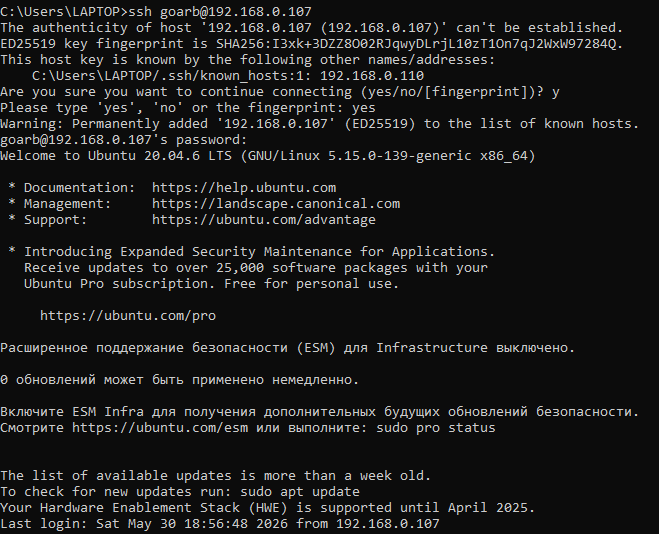 C:\Users\LAPTOP>ssh goarb@192.168.0.107
The authenticity of host '192.168.0.107 (192.168.0.107)' can't be established.
ED25519 key fingerprint is SHA256:I3xk+3DZZ8O02RJqwyDLrjL10zT1On7qJ2WxW97284Q.
This host key is known by the following other names/addresses:
    C:\Users\LAPTOP/.ssh/known_hosts:1: 192.168.0.110
Are you sure you want to continue connecting (yes/no/[fingerprint])? y
Please type 'yes', 'no' or the fingerprint: yes
Warning: Permanently added '192.168.0.107' (ED25519) to the list of known hosts.
goarb@192.168.0.107's password:
Welcome to Ubuntu 20.04.6 LTS (GNU/Linux 5.15.0-139-generic x86_64)

 * Documentation:  https://help.ubuntu.com
 * Management:     https://landscape.canonical.com
 * Support:        https://ubuntu.com/advantage

 * Introducing Expanded Security Maintenance for Applications.
   Receive updates to over 25,000 software packages with your
   Ubuntu Pro subscription. Free for personal use.

     https://ubuntu.com/pro

Расширенное поддержание безопасности (ESM) для Infrastructure выключено.

0 обновлений может быть применено немедленно.

Включите ESM Infra для получения дополнительных будущих обновлений безопасности.
Смотрите https://ubuntu.com/esm или выполните: sudo pro status


The list of available updates is more than a week old.
To check for new updates run: sudo apt update
Your Hardware Enablement Stack (HWE) is supported until April 2025.
Last login: Sat May 30 18:56:48 2026 from 192.168.0.107